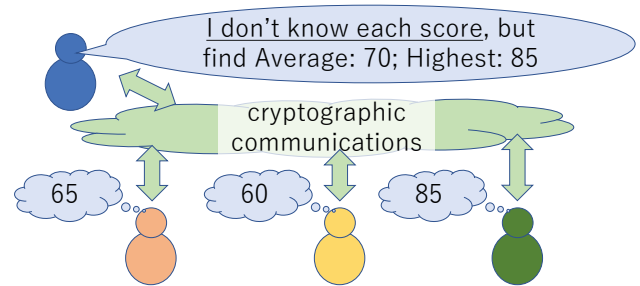 I don't know each score, but
find Average: 70; Highest: 85
cryptographic
communications
65
60
85